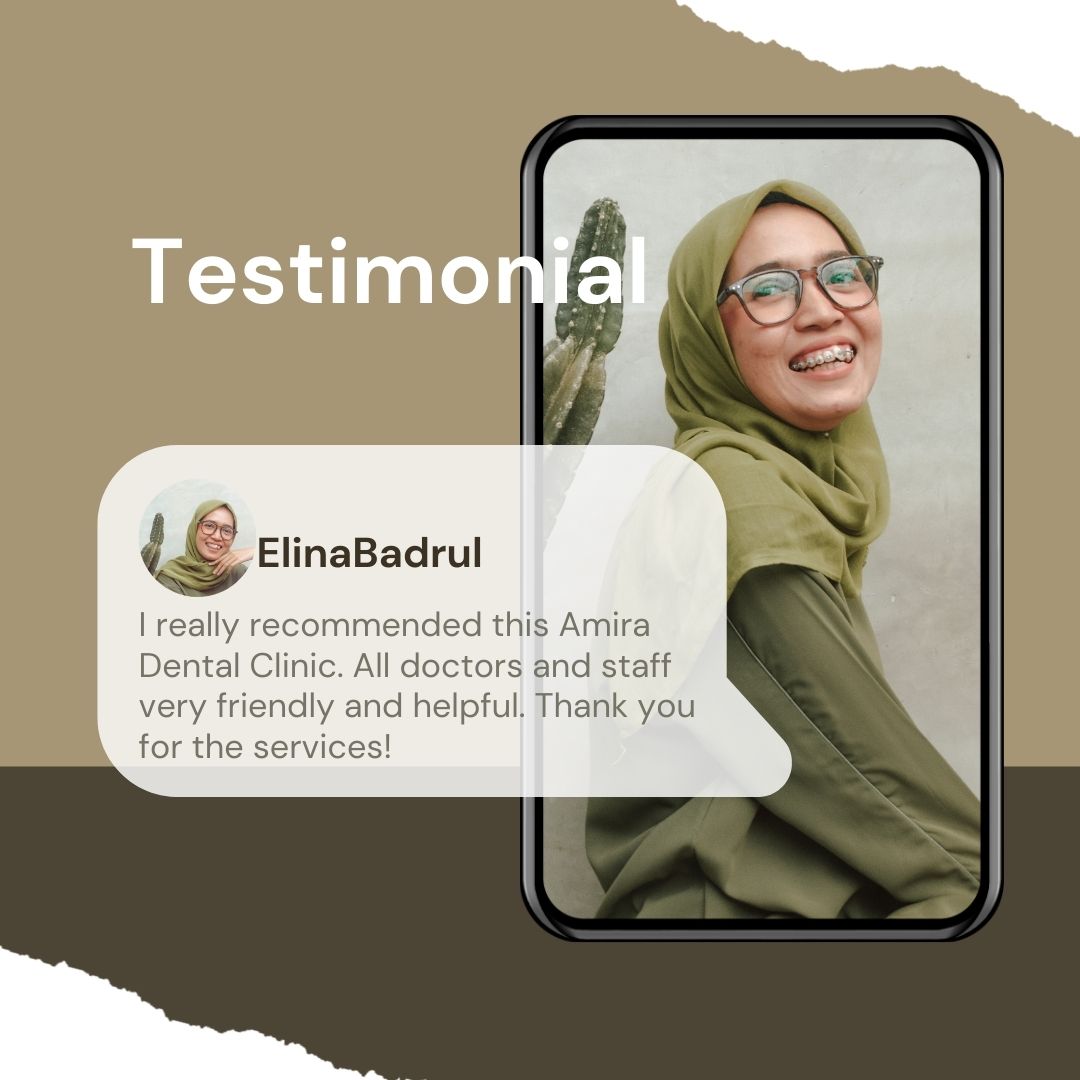 Testimonial
ElinaBadrul
I really recommended this Amira
Dental Clinic. All doctors and staff
very friendly and helpful. Thank you
for the services!